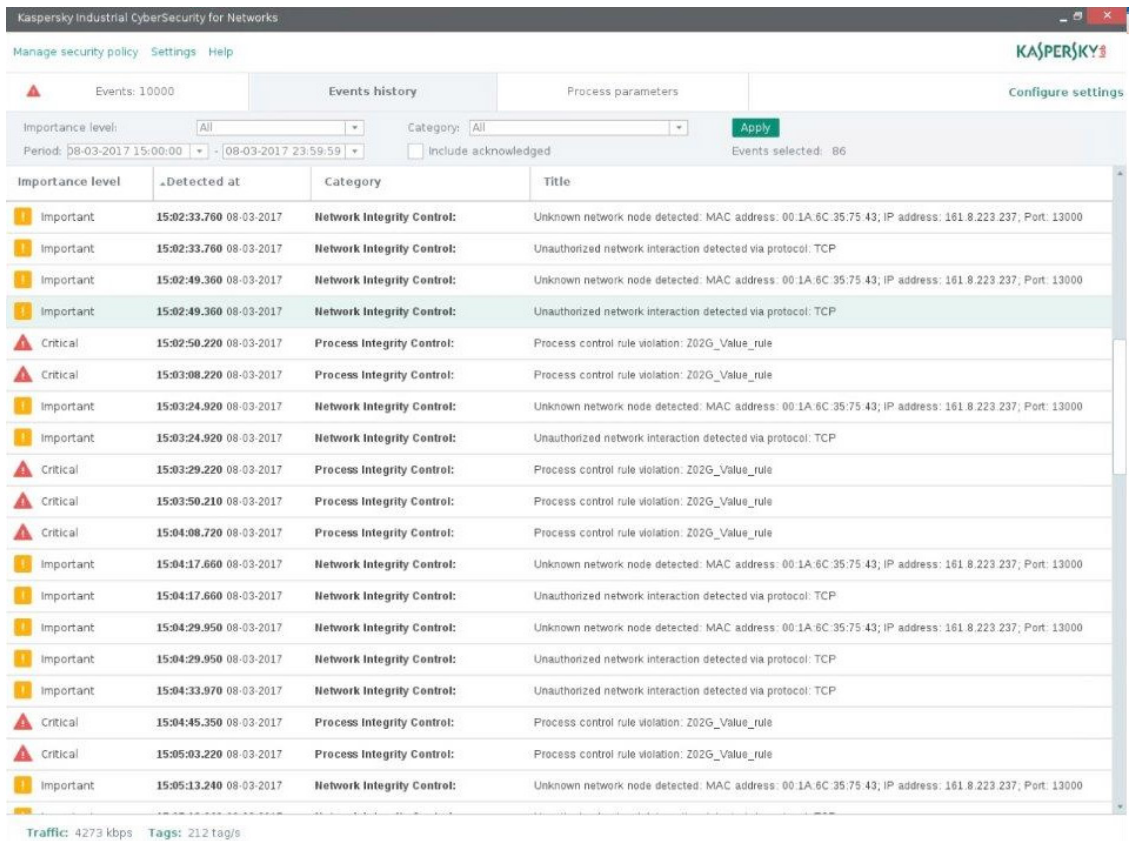 Kaspersky Industrial CyberSecurity for Networks
Manage security policy Settings Help
KASPERSKY lab
Events: 10000 Events history Process parameters Configure settings
Importance level: All Category: All Apply
Period: 08-03-2017 15:00:00 - 08-03-2017 23:59:59 Include acknowledged Events selected: 86
Importance level Detected at Category Title
Important 15:02:33.760 08-03-2017 Network Integrity Control: Unknown network node detected: MAC address: 00:1A:6C:35:75:43; IP address: 161.8.223.237; Port: 13000
Important 15:02:33.760 08-03-2017 Network Integrity Control: Unauthorized network interaction detected via protocol: TCP
Important 15:02:49.360 08-03-2017 Network Integrity Control: Unknown network node detected: MAC address: 00:1A:6C:35:75:43; IP address: 161.8.223.237; Port: 13000
Important 15:02:49.360 08-03-2017 Network Integrity Control: Unauthorized network interaction detected via protocol: TCP
Critical 15:02:50.220 08-03-2017 Process Integrity Control: Process control rule violation: Z02G_Value_rule
Critical 15:03:08.220 08-03-2017 Process Integrity Control: Process control rule violation: Z02G_Value_rule
Important 15:03:24.920 08-03-2017 Network Integrity Control: Unknown network node detected: MAC address: 00:1A:6C:35:75:43; IP address: 161.8.223.237; Port: 13000
Important 15:03:24.920 08-03-2017 Network Integrity Control: Unauthorized network interaction detected via protocol: TCP
Critical 15:03:29.220 08-03-2017 Process Integrity Control: Process control rule violation: Z02G_Value_rule
Critical 15:03:50.210 08-03-2017 Process Integrity Control: Process control rule violation: Z02G_Value_rule
Critical 15:04:08.720 08-03-2017 Process Integrity Control: Process control rule violation: Z02G_Value_rule
Important 15:04:17.660 08-03-2017 Network Integrity Control: Unknown network node detected: MAC address: 00:1A:6C:35:75:43; IP address: 161.8.223.237; Port: 13000
Important 15:04:17.660 08-03-2017 Network Integrity Control: Unauthorized network interaction detected via protocol: TCP
Important 15:04:29.950 08-03-2017 Network Integrity Control: Unknown network node detected: MAC address: 00:1A:6C:35:75:43; IP address: 161.8.223.237; Port: 13000
Important 15:04:29.950 08-03-2017 Network Integrity Control: Unauthorized network interaction detected via protocol: TCP
Important 15:04:33.970 08-03-2017 Network Integrity Control: Unauthorized network interaction detected via protocol: TCP
Critical 15:04:45.350 08-03-2017 Process Integrity Control: Process control rule violation: Z02G_Value_rule
Critical 15:05:03.220 08-03-2017 Process Integrity Control: Process control rule violation: Z02G_Value_rule
Important 15:05:13.240 08-03-2017 Network Integrity Control: Unknown network node detected: MAC address: 00:1A:6C:35:75:43; IP address: 161.8.223.237; Port: 13000
Traffic: 4273 kbps Tags: 212 tag/s